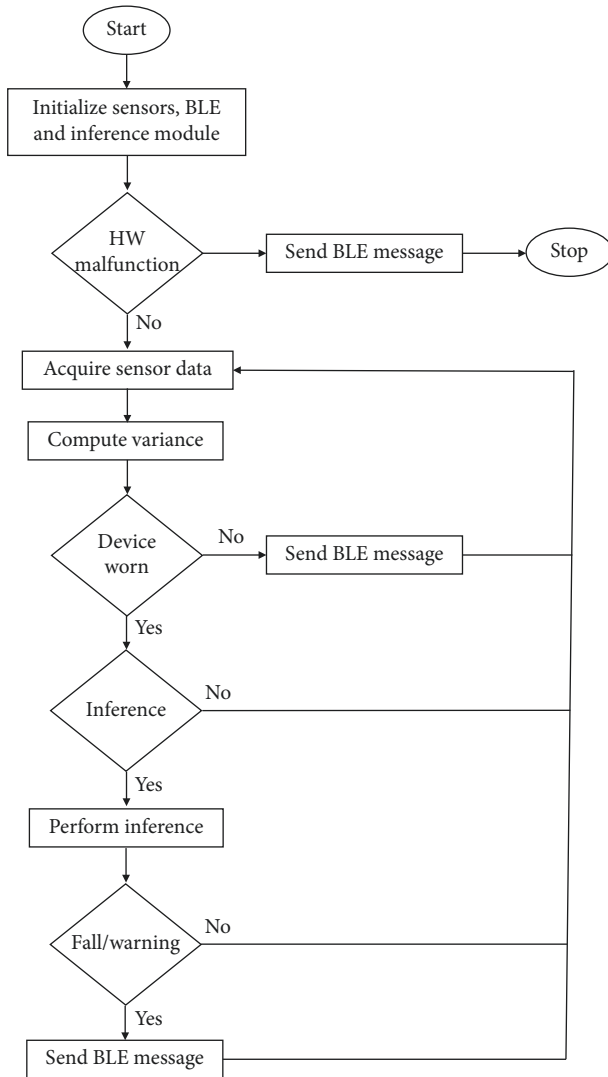 Start
Initialize sensors, BLE
and inference module
HW
malfunction
Send BLE message
Stop
No
Acquire sensor data
Compute variance
Device
worn
No
Send BLE message
Yes
Inference
No
Yes
Perform inference
Fall/warning
No
Yes
Send BLE message